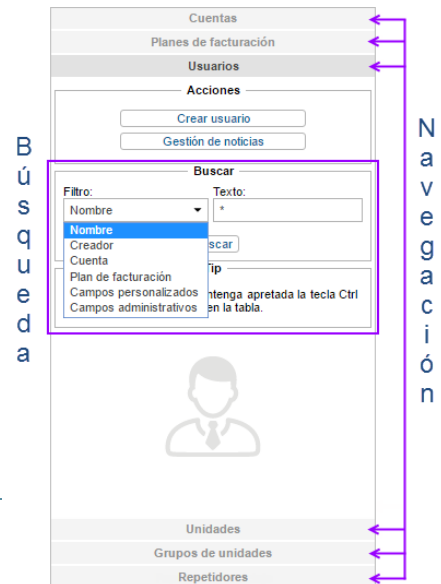 Cuentas
Planes de facturación
Usuarios
Acciones
Crear usuario
Gestión de noticias
Buscar
Filtro:
Texto:
Nombre
*
Nombre
Creador
Cuenta
Plan de facturación
Campos personalizados
Campos administrativos
scar
Tip
ntenga apretada la tecla Ctrl
en la tabla.
Unidades
Grupos de unidades
Repetidores
Búsqueda
Navegación